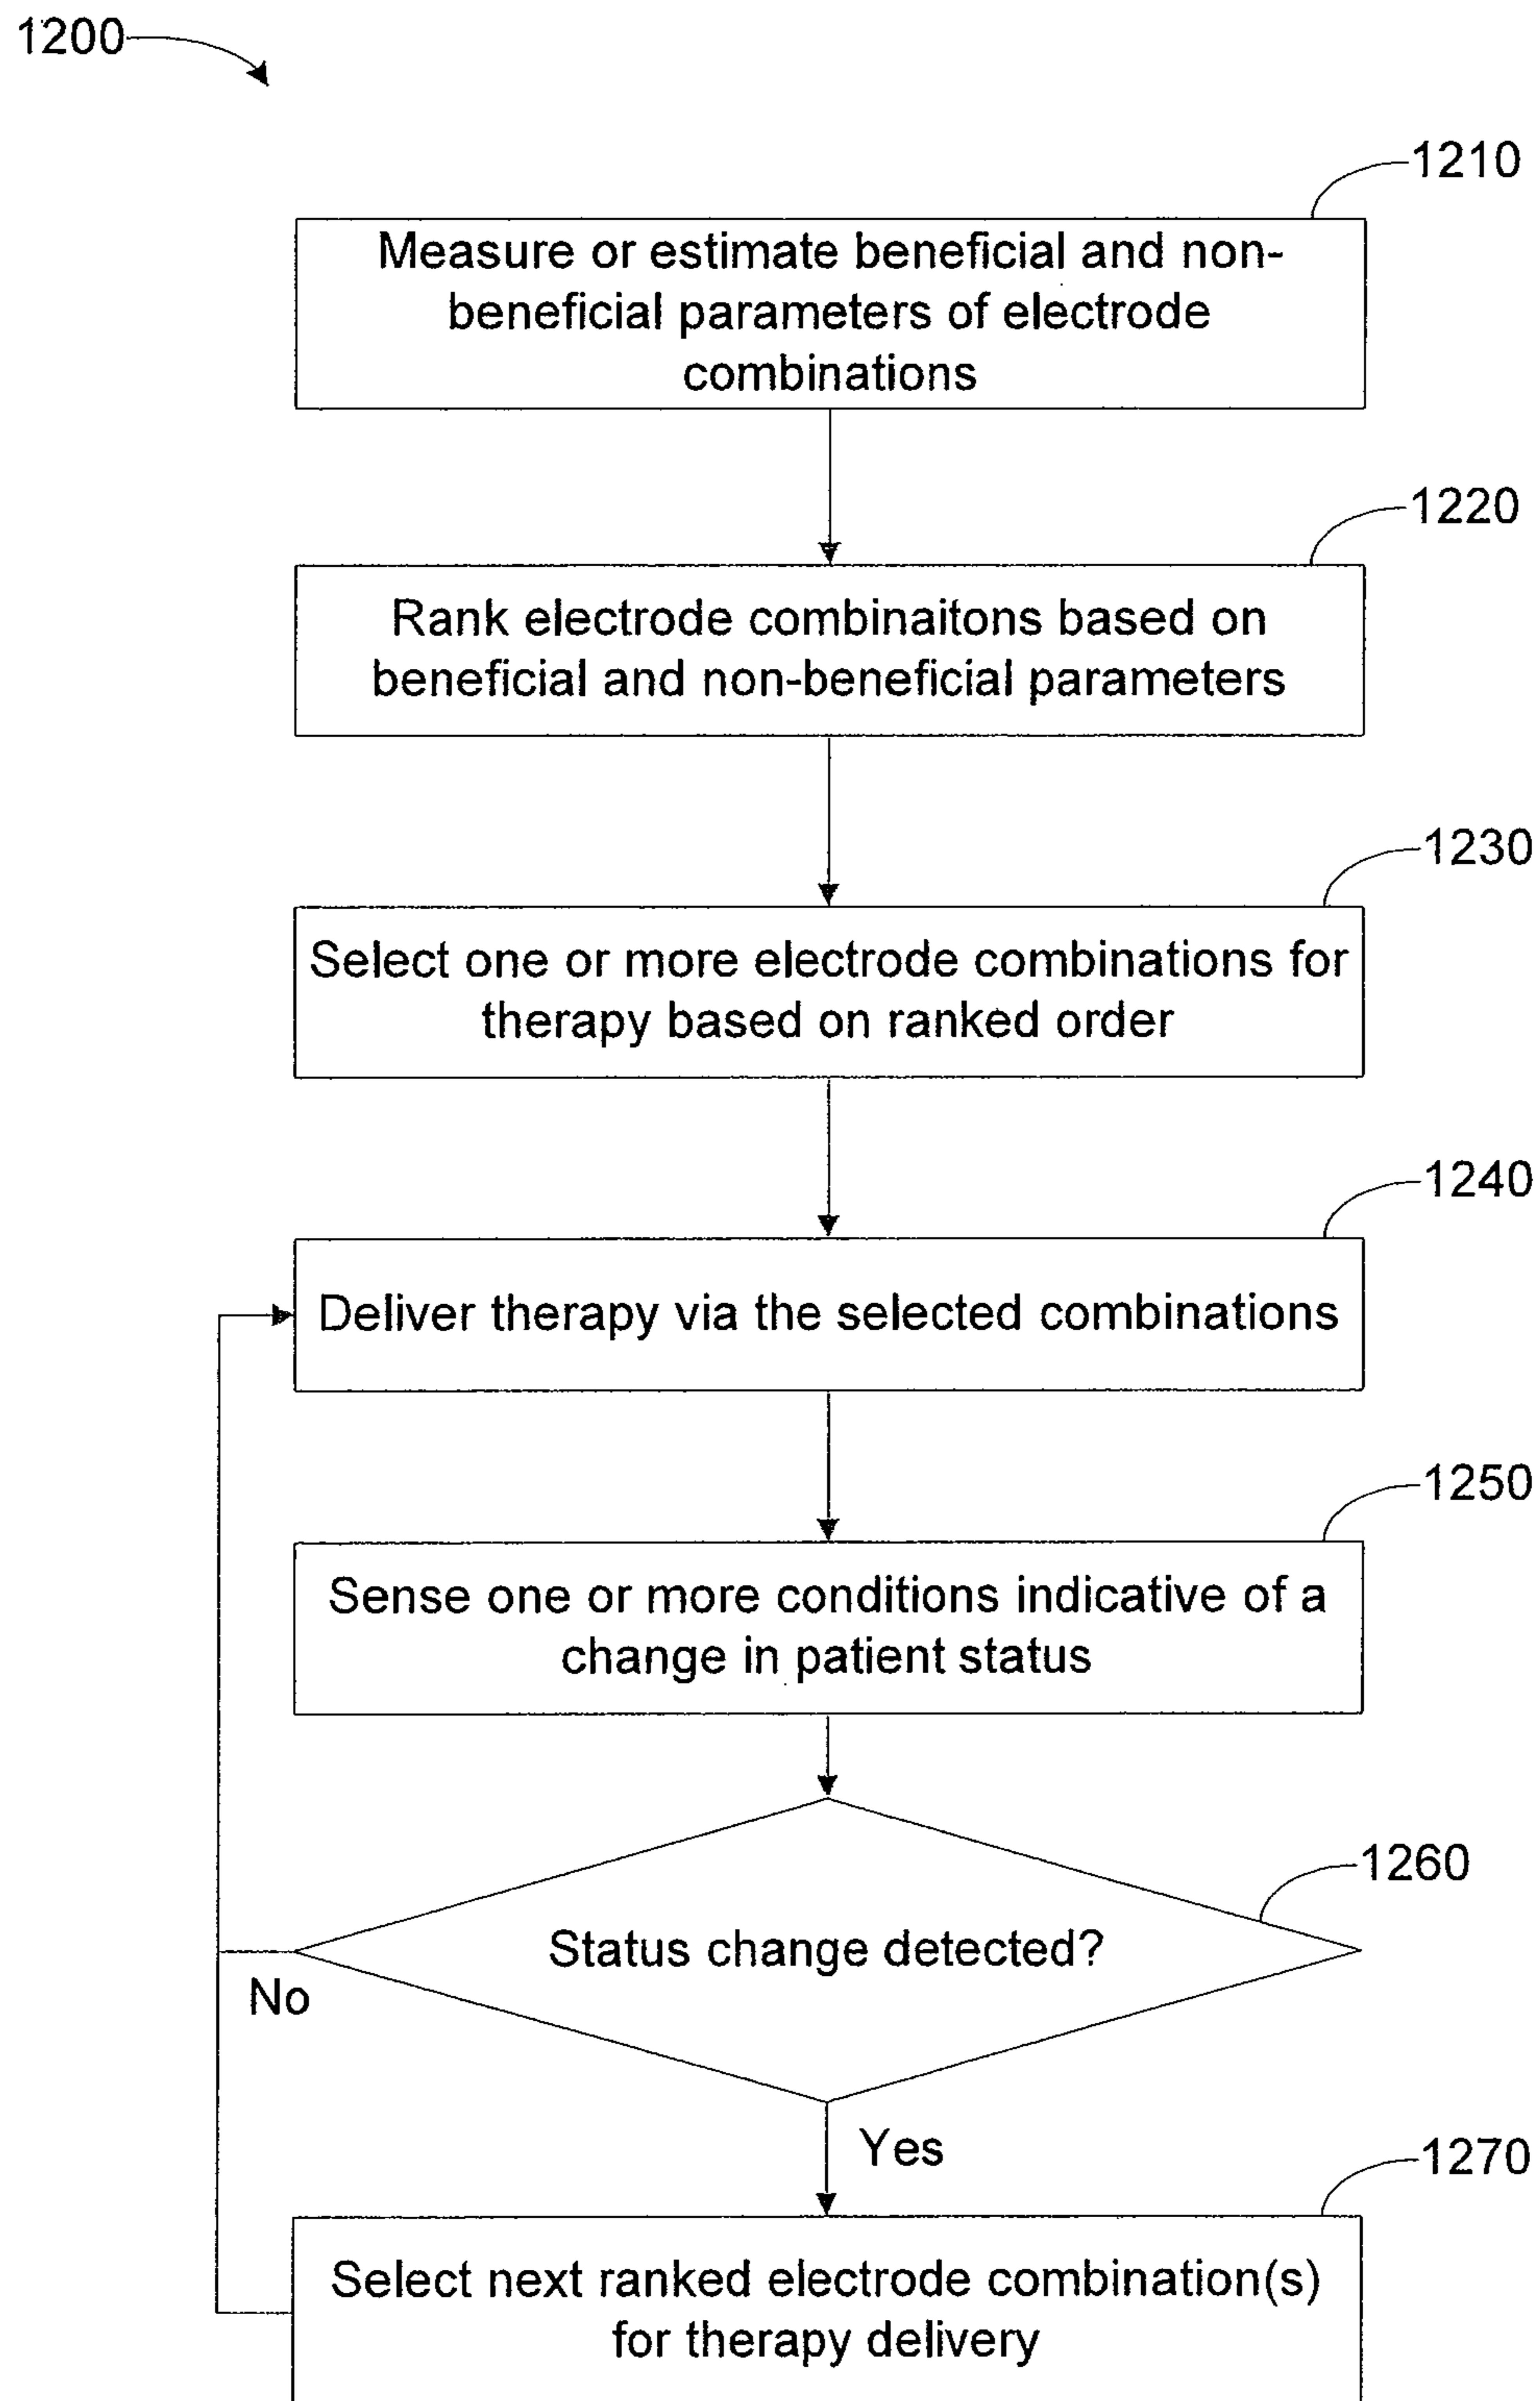 1200
1210
Measure or estimate beneficial and non-
beneficial parameters of electrode
combinations
1220
Rank electrode combinaitons based on
beneficial and non-beneficial parameters
1230
Select one or more electrode combinations for
therapy based on ranked order
1240
Deliver therapy via the selected combinations
1250
Sense one or more conditions indicative of a
change in patient status
1260
Status change detected?
No
Yes
1270
Select next ranked electrode combination(s)
for therapy delivery